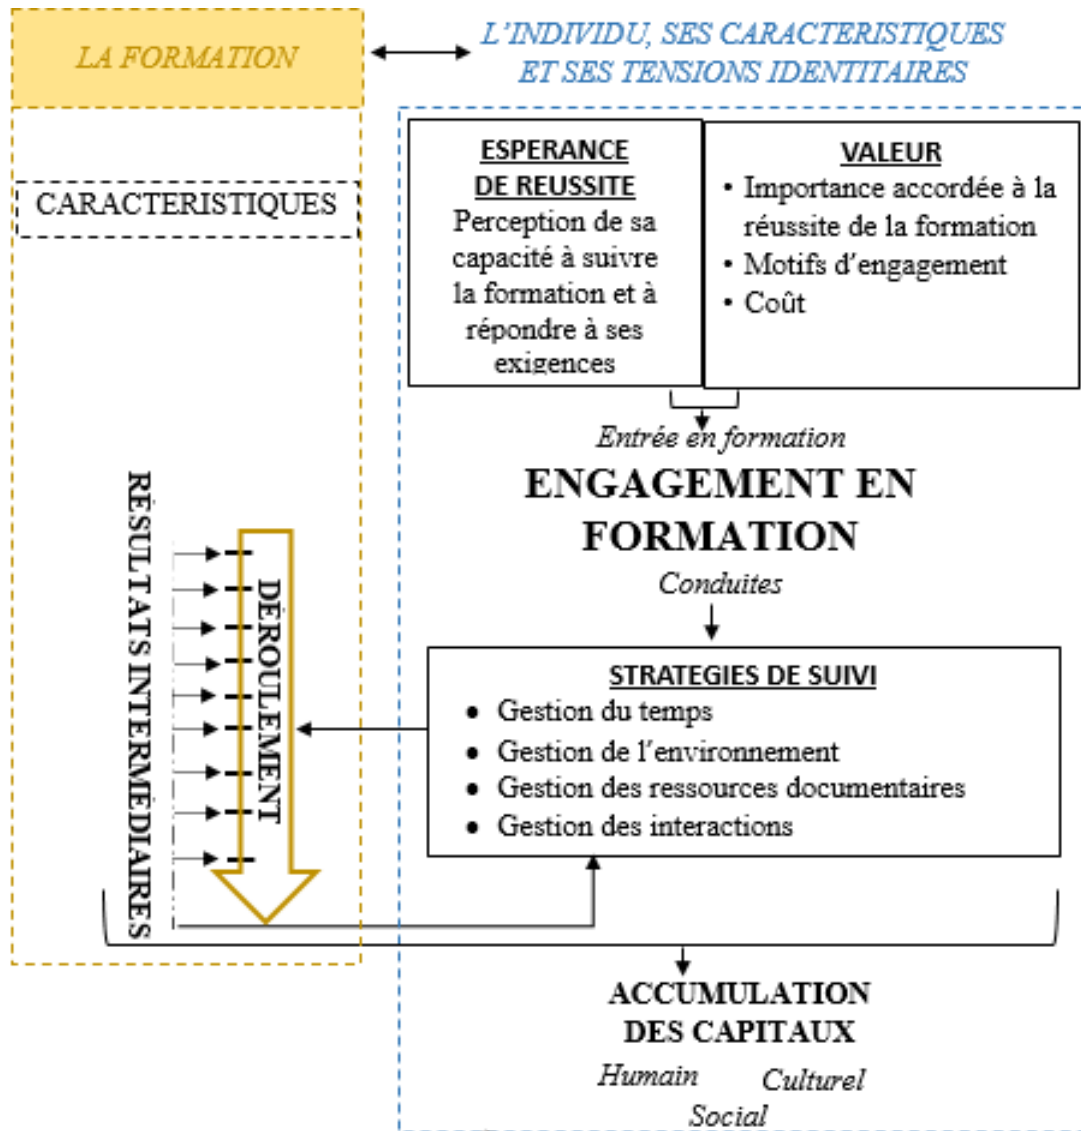 LA FORMATION
L'INDIVIDU, SES CARACTERISTIQUES
ET SES TENSIONS IDENTITAIRES
CARACTERISTIQUES
ESPERANCE
DE REUSSITE
Perception de sa
capacité à suivre
la formation et à
répondre à ses
exigences
VALEUR
• Importance accordée à la
réussite de la formation
• Motifs d'engagement
• Coût
Entrée en formation
ENGAGEMENT EN
FORMATION
Conduites
RÉSULTATS INTERMÉDIAIRES
DÉROULEMENT
STRATEGIES DE SUIVI
• Gestion du temps
• Gestion de l'environnement
• Gestion des ressources documentaires
• Gestion des interactions
ACCUMULATION
DES CAPITAUX
Humain
Culturel
Social